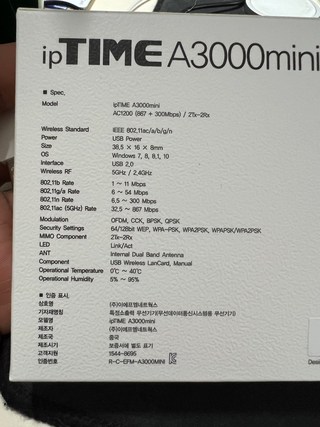 ipTIME A3000mini
■ Spec.
Model ipTIME A3000mini
AC1200 (867 + 300Mbps) / 2Tx-2Rx
Wireless Standard IEEE 802.11ac/a/b/g/n
Power USB Power
Size 38.5 × 16 × 8mm
OS Windows 7, 8, 8.1, 10
Interface USB 2.0
Wireless RF 5GHz / 2.4GHz
802.11b Rate 1 ~ 11 Mbps
802.11g/a Rate 6 ~ 54 Mbps
802.11n Rate 6.5 ~ 300 Mbps
802.11ac (5GHz) Rate 32.5 ~ 867 Mbps
Modulation OFDM, CCK, BPSK, QPSK
Security Settings 64/128bit WEP, WPA-PSK, WPA2PSK, WPAPSK/WPA2PSK
MIMO Component 2Tx-2Rx
LED Link/Act
ANT Internal Dual Band Antenna
Component USB Wireless LanCard, Manual
Operational Temperature 0℃ ~ 40℃
Operational Humidity 5% ~ 95%
■ 인증 표시.
상호명 (주)이에프엠네트웍스
기자재명칭 특정소출력 무선기기(무선데이터통신시스템용 무선기기)
모델명 ipTIME A3000mini
제조자 (주)이에프엠네트웍스
제조국 중국
제조시기 보증서에 별도 표기
고객지원 1544-8695
인증번호 R-C-EFM-A3000MINI